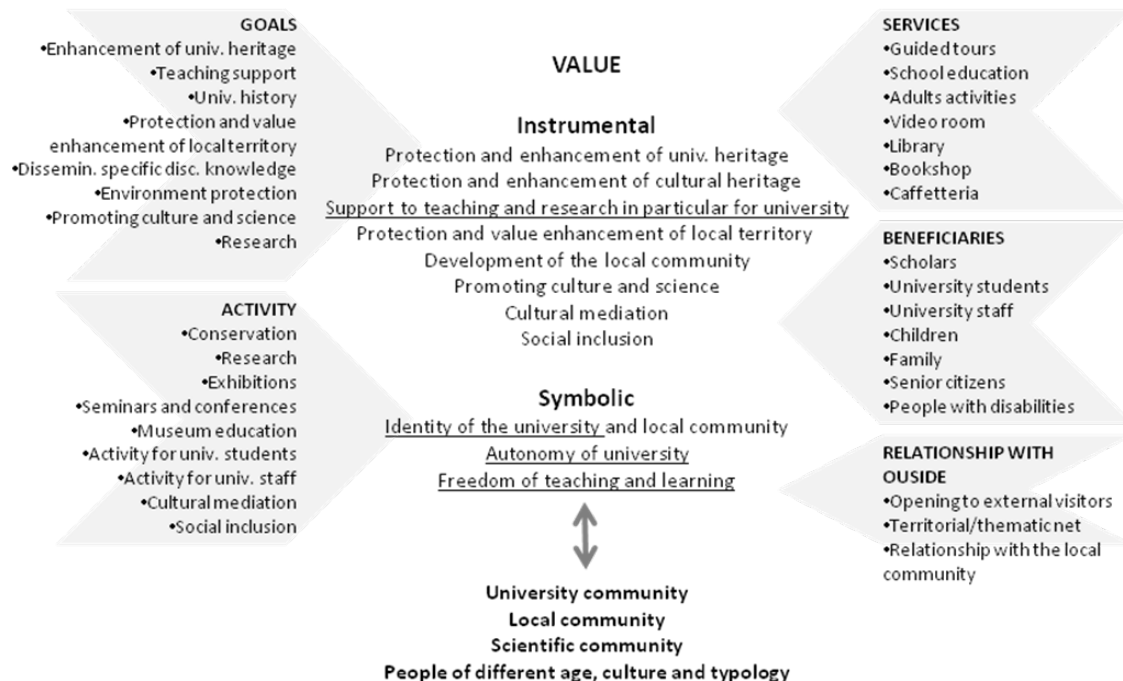 GOALS
•Enhancement of univ. heritage
•Teaching support
•Univ. history
•Protection and value
enhancement of local territory
•Dissemin. specific disc. knowledge
•Environment protection
•Promoting culture and science
•Research
ACTIVITY
•Conservation
•Research
•Exhibitions
•Seminars and conferences
•Museum education
•Activity for univ. students
•Activity for univ. staff
•Cultural mediation
•Social inclusion
VALUE
Instrumental
Protection and enhancement of univ. heritage
Protection and enhancement of cultural heritage
Support to teaching and research in particular for university
Protection and value enhancement of local territory
Development of the local community
Promoting culture and science
Cultural mediation
Social inclusion
Symbolic
Identity of the university and local community
Autonomy of university
Freedom of teaching and learning
University community
Local community
Scientific community
People of different age, culture and typology
SERVICES
•Guided tours
•School education
•Adults activities
•Video room
•Library
•Bookshop
•Caffetteria
BENEFICIARIES
•Scholars
•University students
•University staff
•Children
•Family
•Senior citizens
•People with disabilities
RELATIONSHIP WITH
OUSIDE
•Opening to external visitors
•Territorial/thematic net
•Relationship with the local
community